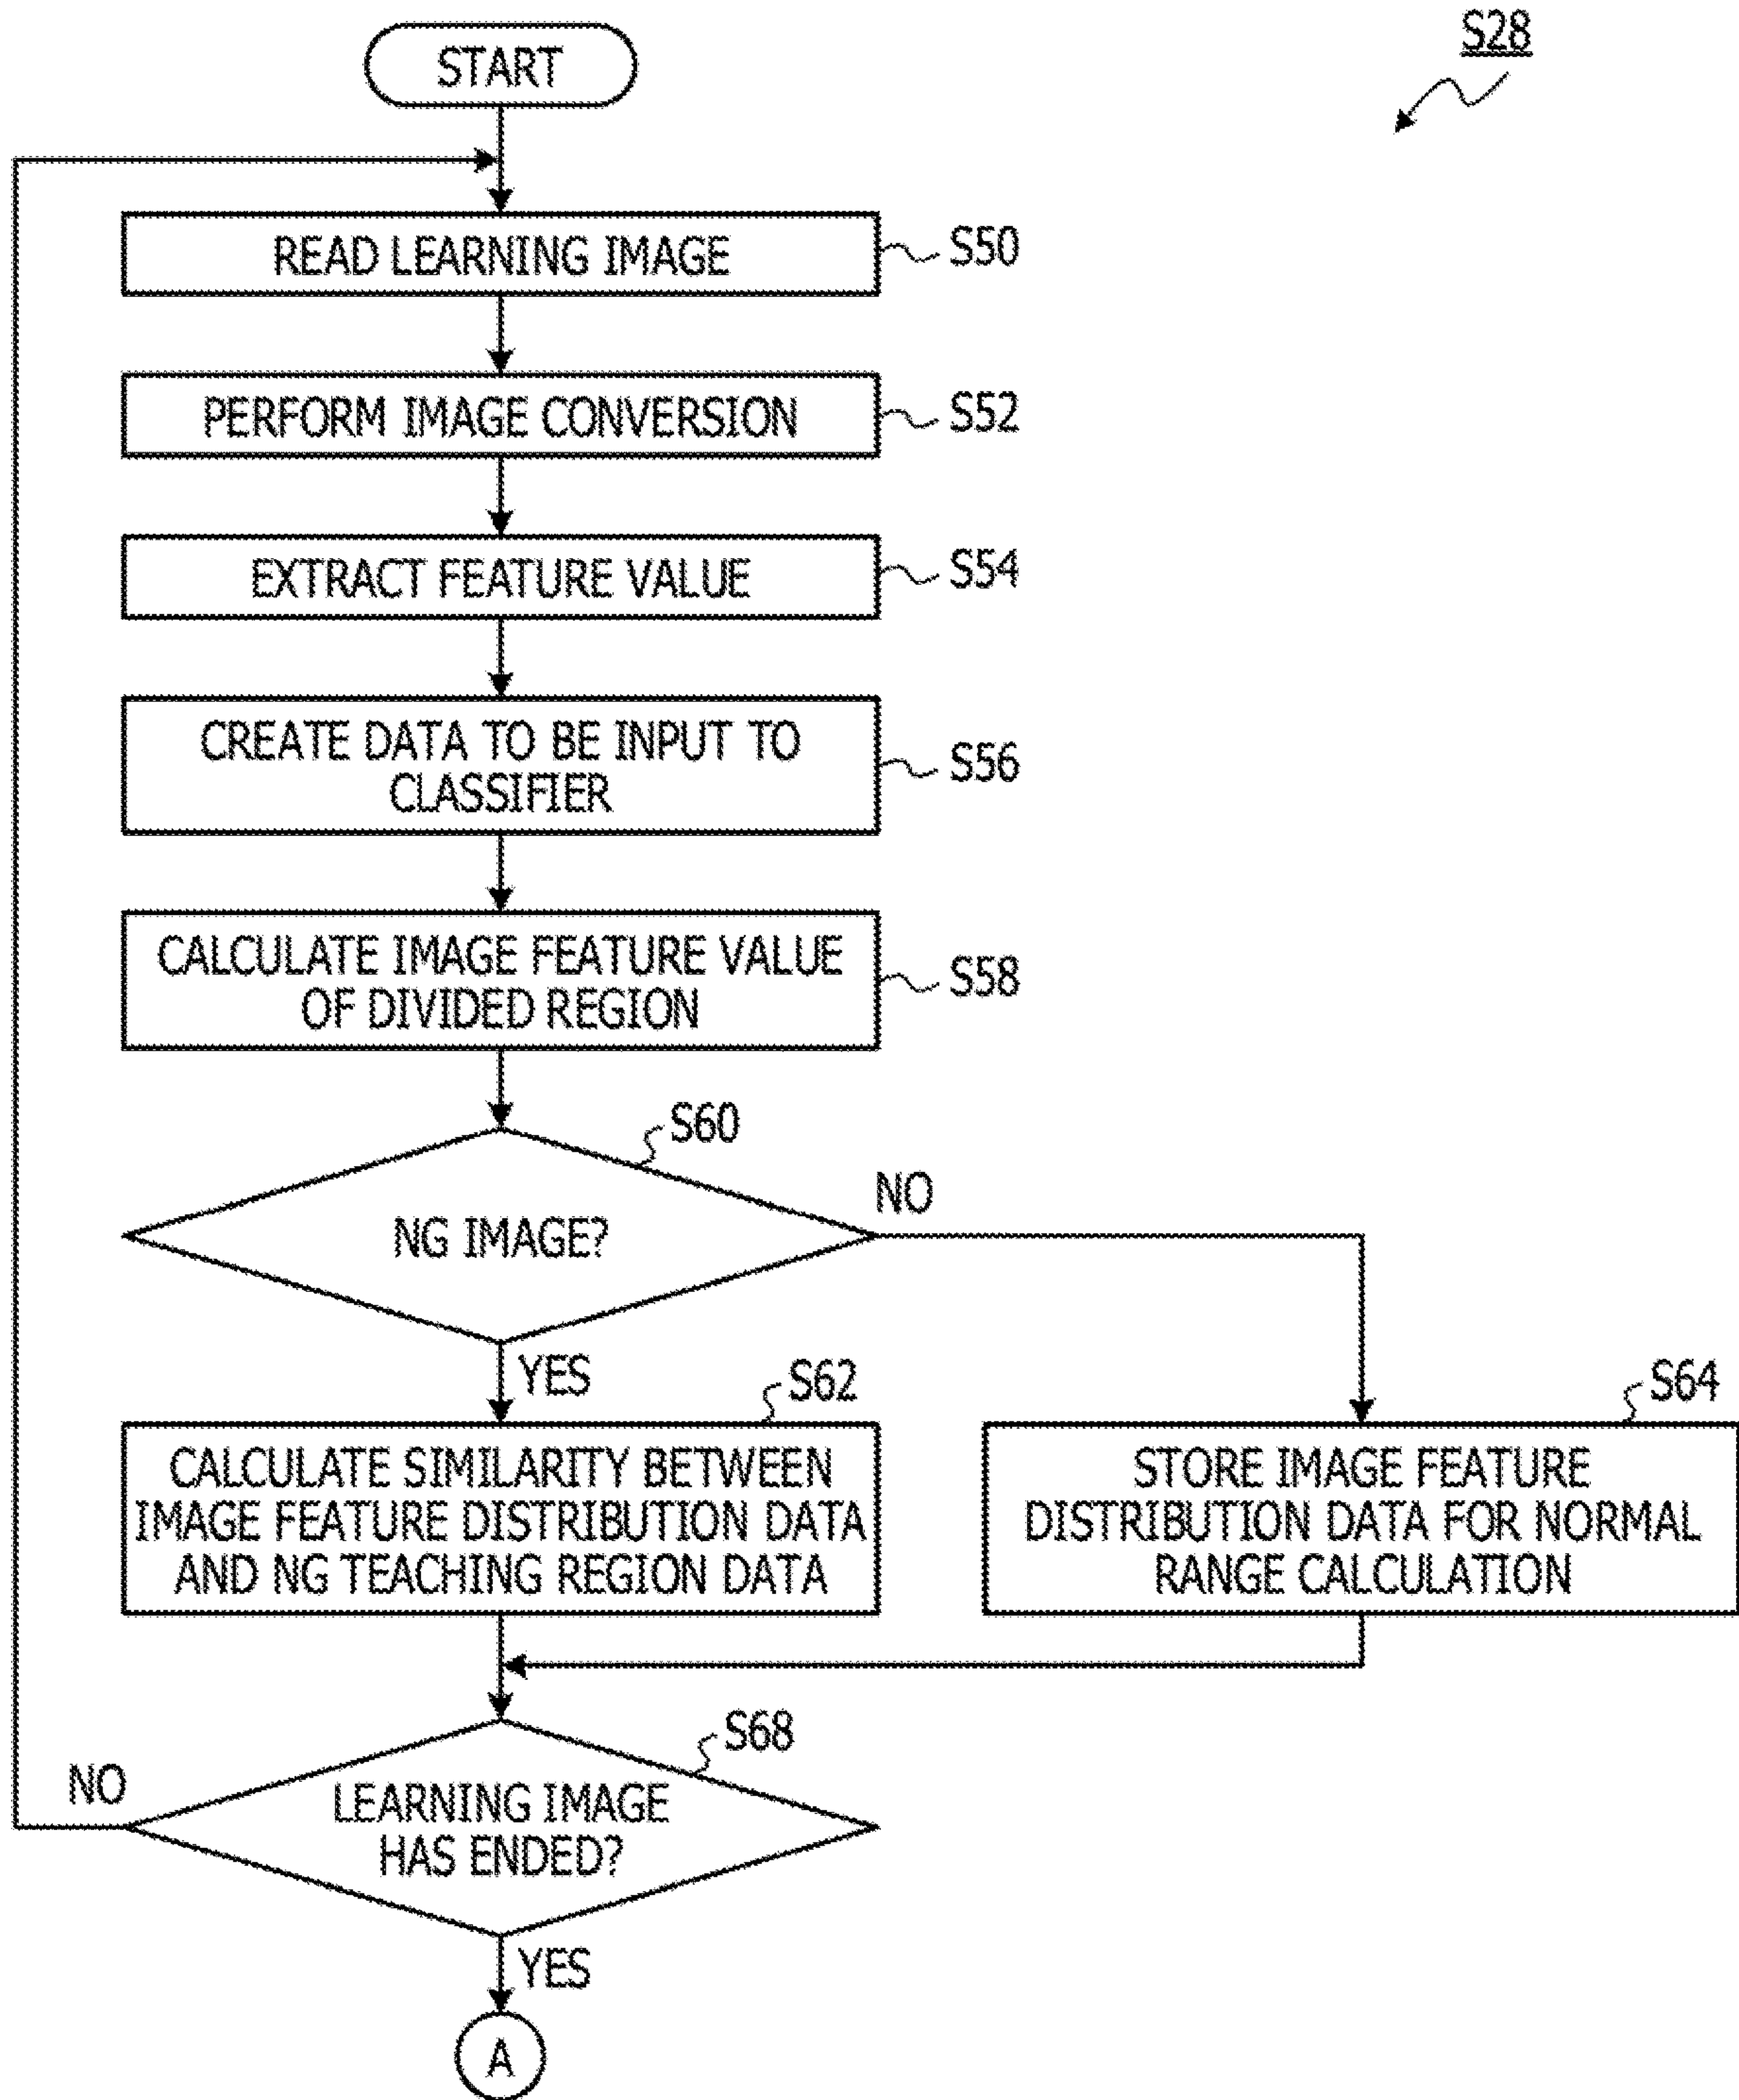 S28
START
READ LEARNING IMAGE
S50
PERFORM IMAGE CONVERSION
S52
EXTRACT FEATURE VALUE
S54
CREATE DATA TO BE INPUT TO
CLASSIFIER
S56
CALCULATE IMAGE FEATURE VALUE
OF DIVIDED REGION
S58
S60
NG IMAGE?
NO
YES
S62
CALCULATE SIMILARITY BETWEEN
IMAGE FEATURE DISTRIBUTION DATA
AND NG TEACHING REGION DATA
S64
STORE IMAGE FEATURE
DISTRIBUTION DATA FOR NORMAL
RANGE CALCULATION
S68
NO
LEARNING IMAGE
HAS ENDED?
YES
A